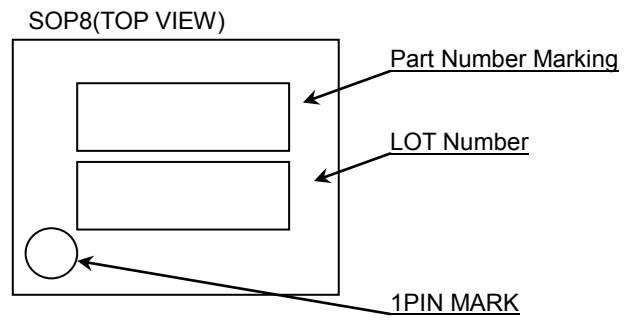 SOP8(TOP VIEW)
Part Number Marking
LOT Number
1PIN MARK